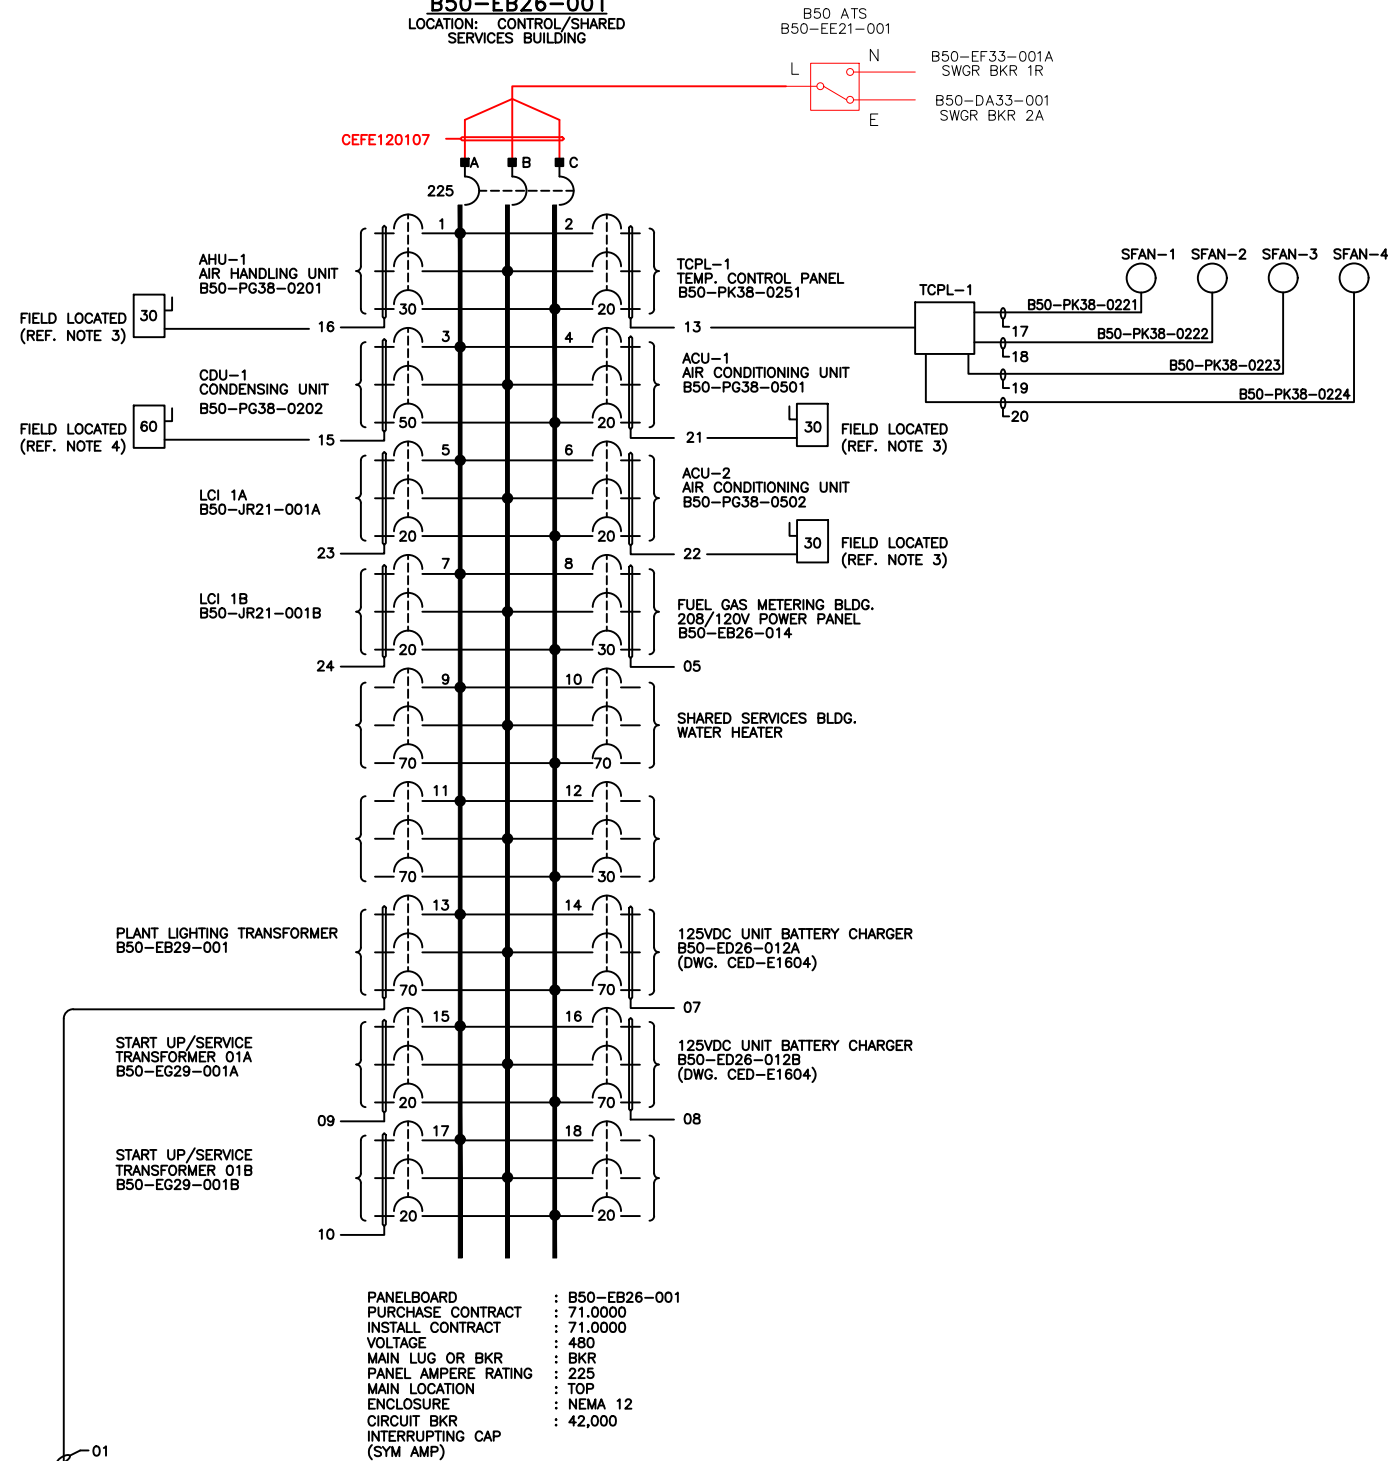 B50-EB26-001
LOCATION: CONTROL/SHARED
SERVICES BUILDING
B50 ATS
B50-EE21-001
L
N
E
B50-EF33-001A
SWGR BKR 1R
B50-DA33-001
SWGR BKR 2A
CEFE120107
A
B
C
225
1
2
AHU-1
AIR HANDLING UNIT
B50-PG38-0201
30
20
TCPL-1
TEMP. CONTROL PANEL
B50-PK38-0251
FIELD LOCATED
(REF. NOTE 3)
30
16
13
TCPL-1
SFAN-1
SFAN-2
SFAN-3
SFAN-4
B50-PK38-0221
17
B50-PK38-0222
18
B50-PK38-0223
19
B50-PK38-0224
20
3
4
CDU-1
CONDENSING UNIT
B50-PG38-0202
50
20
ACU-1
AIR CONDITIONING UNIT
B50-PG38-0501
FIELD LOCATED
(REF. NOTE 4)
60
15
21
30
FIELD LOCATED
(REF. NOTE 3)
5
6
LCI 1A
B50-JR21-001A
20
20
ACU-2
AIR CONDITIONING UNIT
B50-PG38-0502
23
22
30
FIELD LOCATED
(REF. NOTE 3)
7
8
LCI 1B
B50-JR21-001B
20
30
FUEL GAS METERING BLDG.
208/120V POWER PANEL
B50-EB26-014
24
05
9
10
70
70
SHARED SERVICES BLDG.
WATER HEATER
11
12
70
30
13
14
PLANT LIGHTING TRANSFORMER
B50-EB29-001
70
70
125VDC UNIT BATTERY CHARGER
B50-ED26-012A
(DWG. CED-E1604)
07
15
16
START UP/SERVICE
TRANSFORMER 01A
B50-EG29-001A
20
70
125VDC UNIT BATTERY CHARGER
B50-ED26-012B
(DWG. CED-E1604)
09
08
17
18
START UP/SERVICE
TRANSFORMER 01B
B50-EG29-001B
20
20
10
PANELBOARD : B50-EB26-001
PURCHASE CONTRACT : 71.0000
INSTALL CONTRACT : 71.0000
VOLTAGE : 480
MAIN LUG OR BKR : BKR
PANEL AMPERE RATING : 225
MAIN LOCATION : TOP
ENCLOSURE : NEMA 12
CIRCUIT BKR : 42,000
INTERRUPTING CAP
(SYM AMP)
01